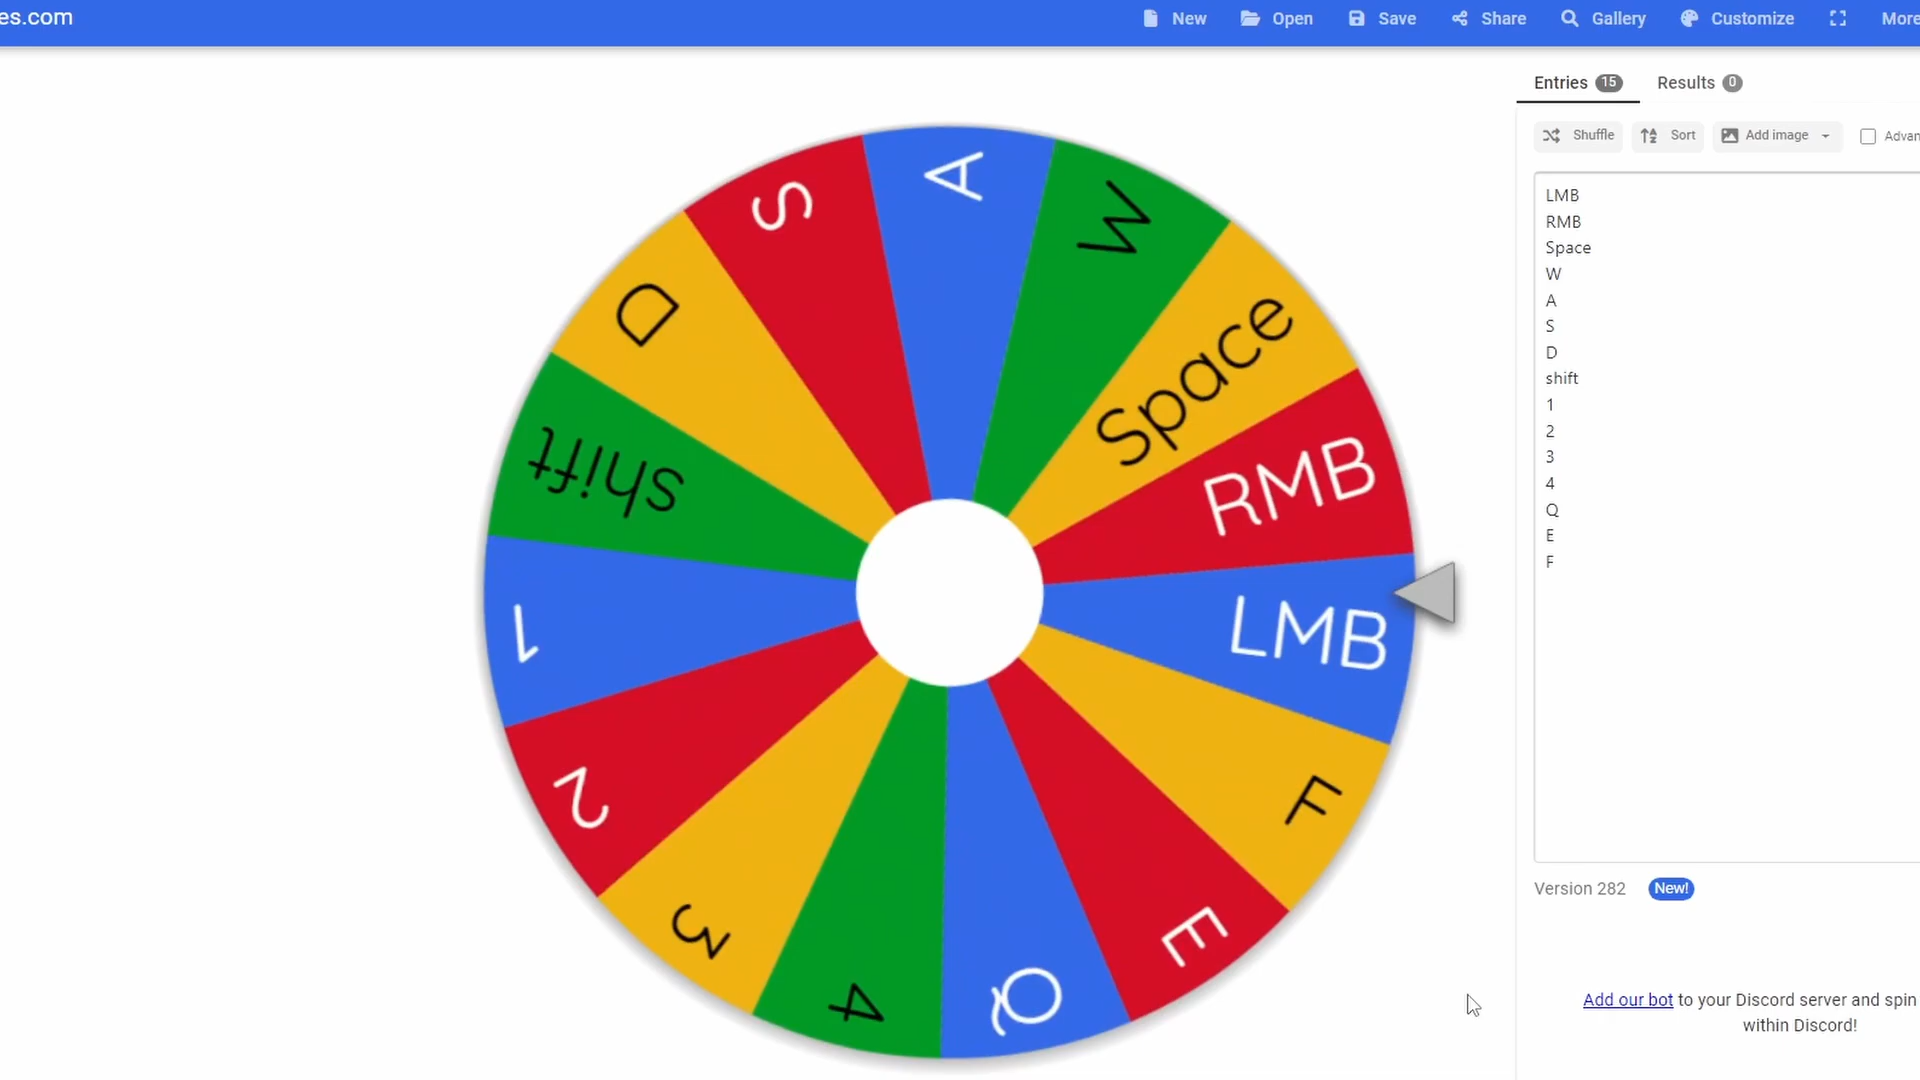 es.com
New Open Save Share Gallery Customize More
Entries 15 Results 0
Shuffle Sort Add image Advan
LMB
RMB
Space
W
A
S
D
shift
1
2
3
4
Q
E
F
Version 282 New!
Add our bot to your Discord server and spin
within Discord!
LMB
RMB
Space
W
A
S
D
shift
1
2
3
4
Q
E
F